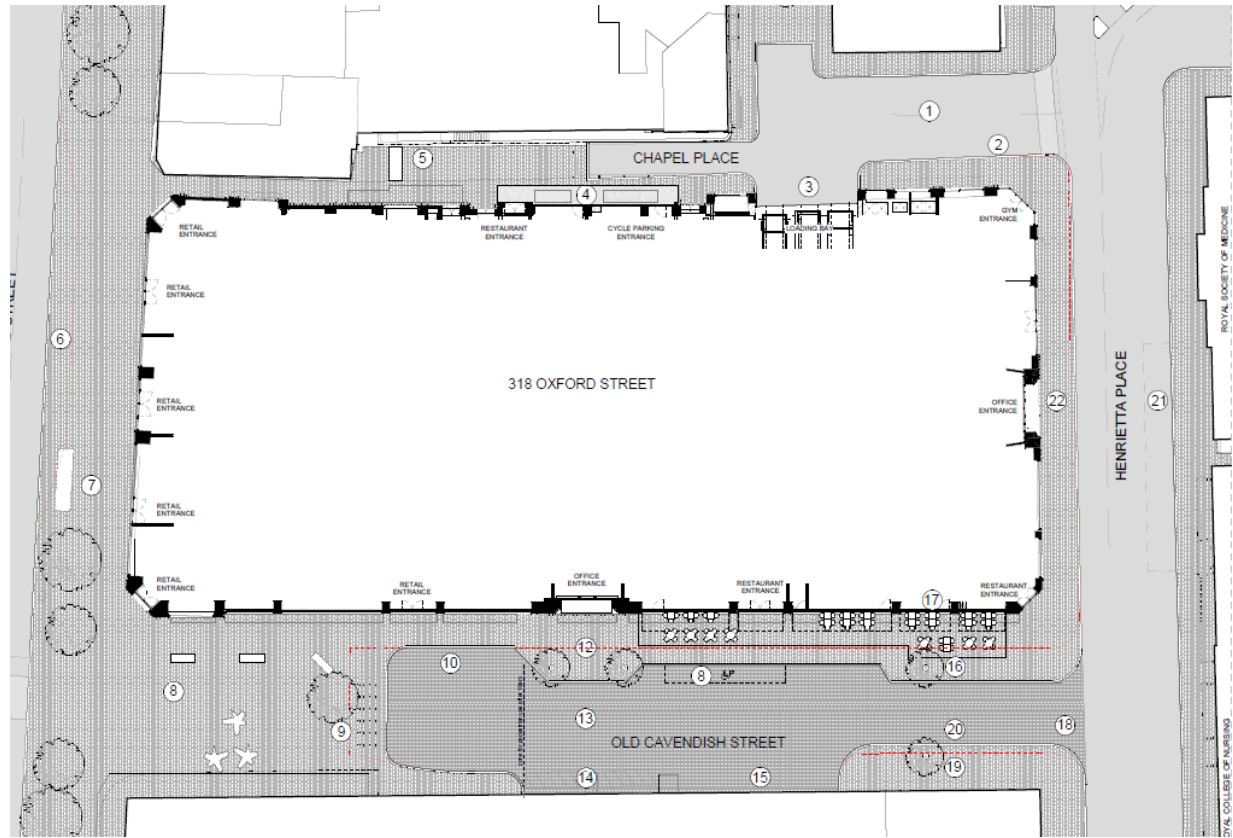 1
2
CHAPEL PLACE
5
3
4
RETAIL
ENTRANCE
RESTAURANT
ENTRANCE
CYCLE PARKING
ENTRANCE
LOADING BAY
GYM
ENTRANCE
ROYAL SOCIETY OF MEDICINE
RETAIL
ENTRANCE
6
318 OXFORD STREET
HENRIETTA PLACE
RETAIL
ENTRANCE
OFFICE
ENTRANCE
22
21
7
RETAIL
ENTRANCE
RETAIL
ENTRANCE
RETAIL
ENTRANCE
OFFICE
ENTRANCE
RESTAURANT
ENTRANCE
RESTAURANT
ENTRANCE
17
12
10
16
8
8
9
13
OLD CAVENDISH STREET
20
18
19
14
15
ROYAL COLLEGE OF NURSING